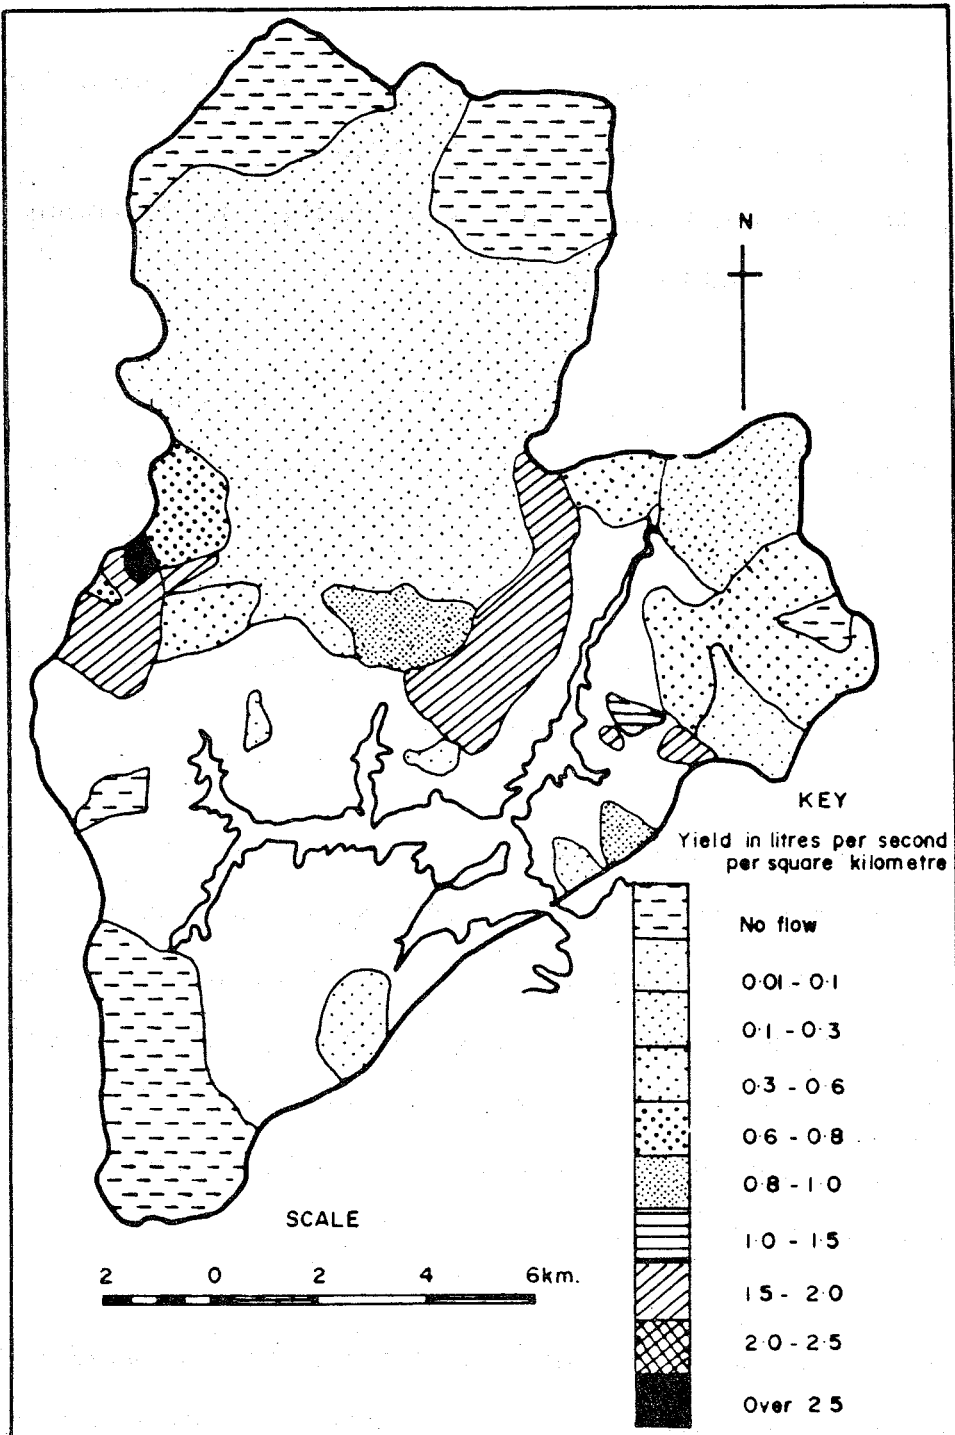 N
KEY
Yield in litres per second
per square kilometre
No flow
0·01 - 0·1
0·1 - 0·3
0·3 - 0·6
0·6 - 0·8
0·8 - 1·0
1·0 - 1·5
1 5 - 2·0
2·0 - 2·5
Over 2 5
SCALE
2 0 2 4 6km.